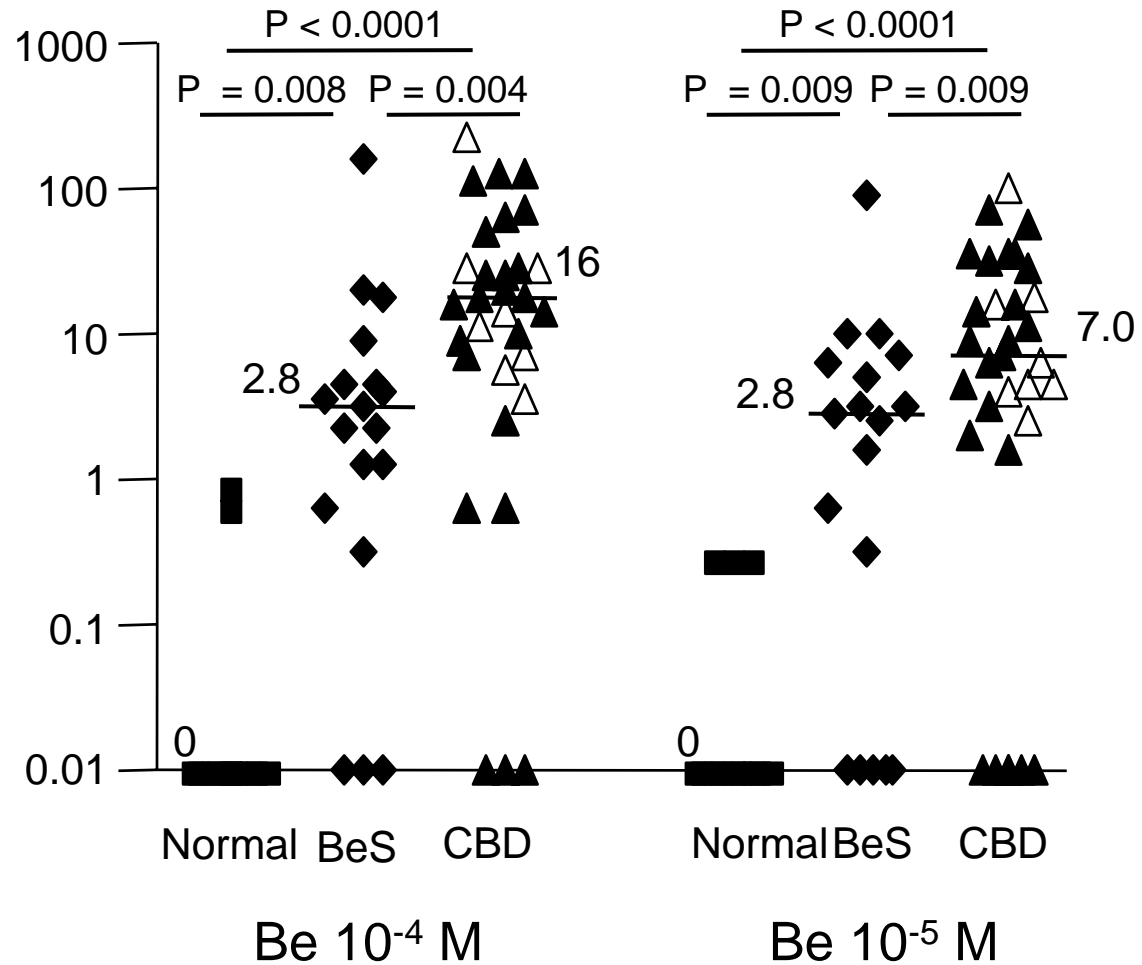 P < 0.0001 P < 0.0001
1000
P = 0.008 P = 0.004 P = 0.009 P = 0.009
100
16
10
7.0
2.8 2.8
1
0.1
0 0
0.01
Normal BeS CBD Normal BeS CBD
Be 10⁻⁴ M Be 10⁻⁵ M